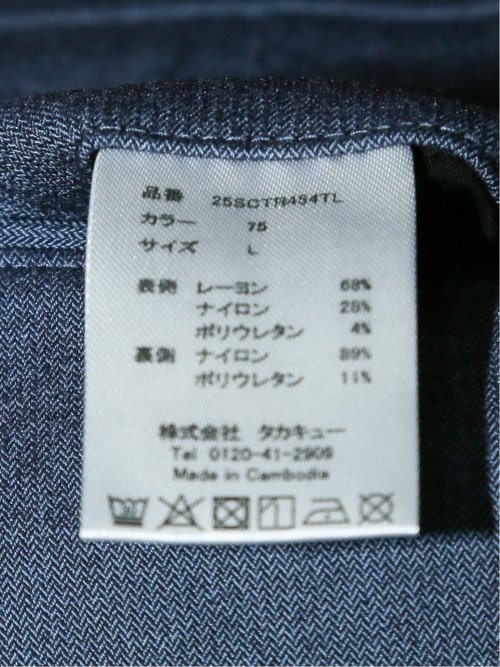 品番 25SCTR434TL
カラー 75
サイズ L
表側 レーヨン 68%
ナイロン 28%
ポリウレタン 4%
裏側 ナイロン 89%
ポリウレタン 11%
株式会社 タカキュー
Tel 0120-41-2906
Made in Cambodia